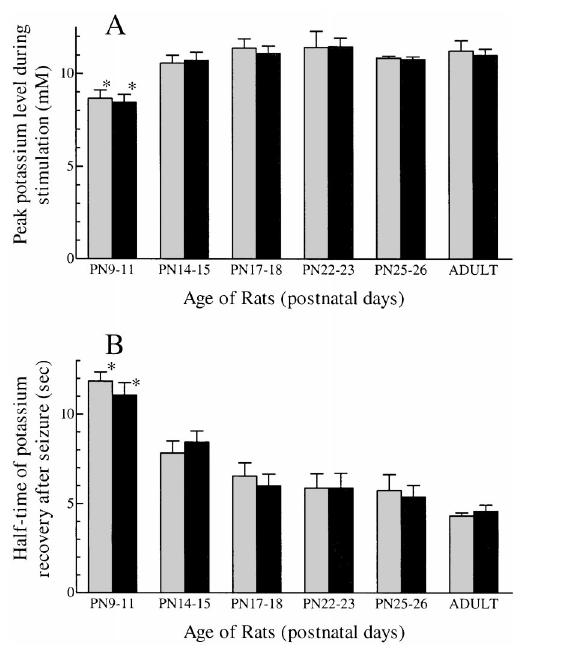 A
Peak potassium level during
stimulation (mM)
10
5
0
* *
PN9-11 PN14-15 PN17-18 PN22-23 PN25-26 ADULT
Age of Rats (postnatal days)
B
Half-time of potassium
recovery after seizure (sec)
10
5
0
* *
PN9-11 PN14-15 PN17-18 PN22-23 PN25-26 ADULT
Age of Rats (postnatal days)